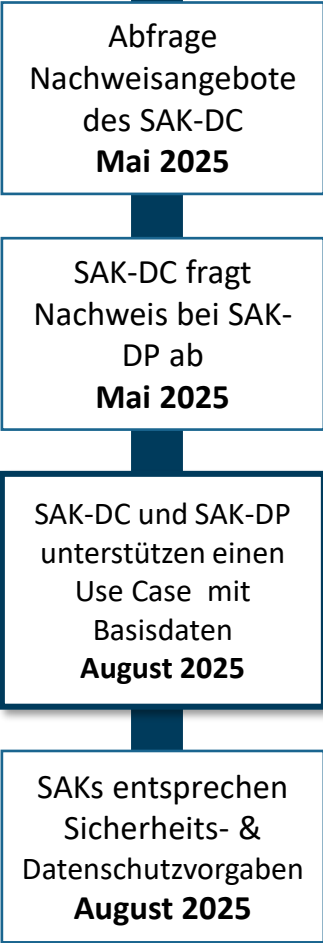 Abfrage
Nachweisangebote
des SAK-DC
Mai 2025
SAK-DC fragt
Nachweis bei SAK-
DP ab
Mai 2025
SAK-DC und SAK-DP
unterstützen einen
Use Case  mit
Basisdaten
August 2025
SAKs entsprechen
Sicherheits- &
Datenschutzvorgaben
August 2025